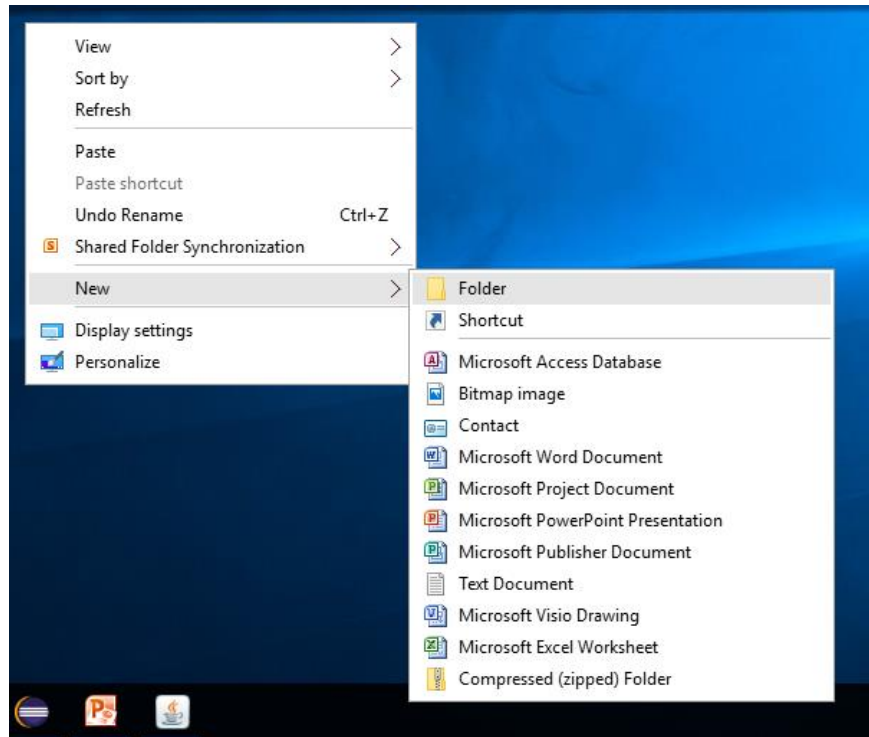 View
Sort by
Refresh
Paste
Paste shortcut
Undo Rename Ctrl+Z
Shared Folder Synchronization
New
Display settings
Personalize
Folder
Shortcut
Microsoft Access Database
Bitmap image
Contact
Microsoft Word Document
Microsoft Project Document
Microsoft PowerPoint Presentation
Microsoft Publisher Document
Text Document
Microsoft Visio Drawing
Microsoft Excel Worksheet
Compressed (zipped) Folder